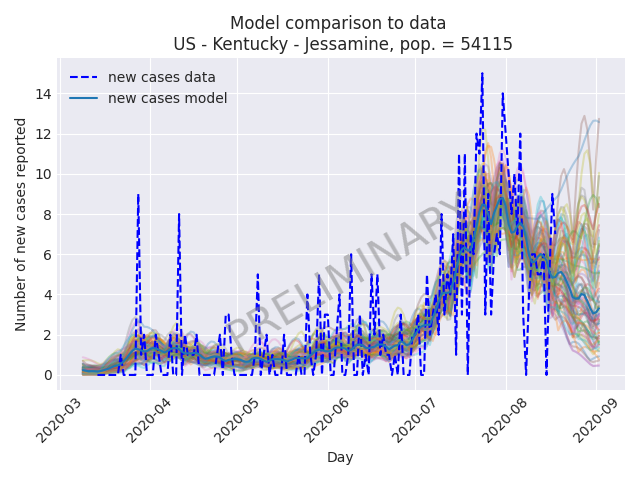 Model comparison to data
US - Kentucky - Jessamine, pop. = 54115
new cases data
new cases model
Number of new cases reported
14
12
10
8
6
4
2
0
PRELIMINARY
2020-03
2020-04
2020-05
2020-06
2020-07
2020-08
2020-09
Day